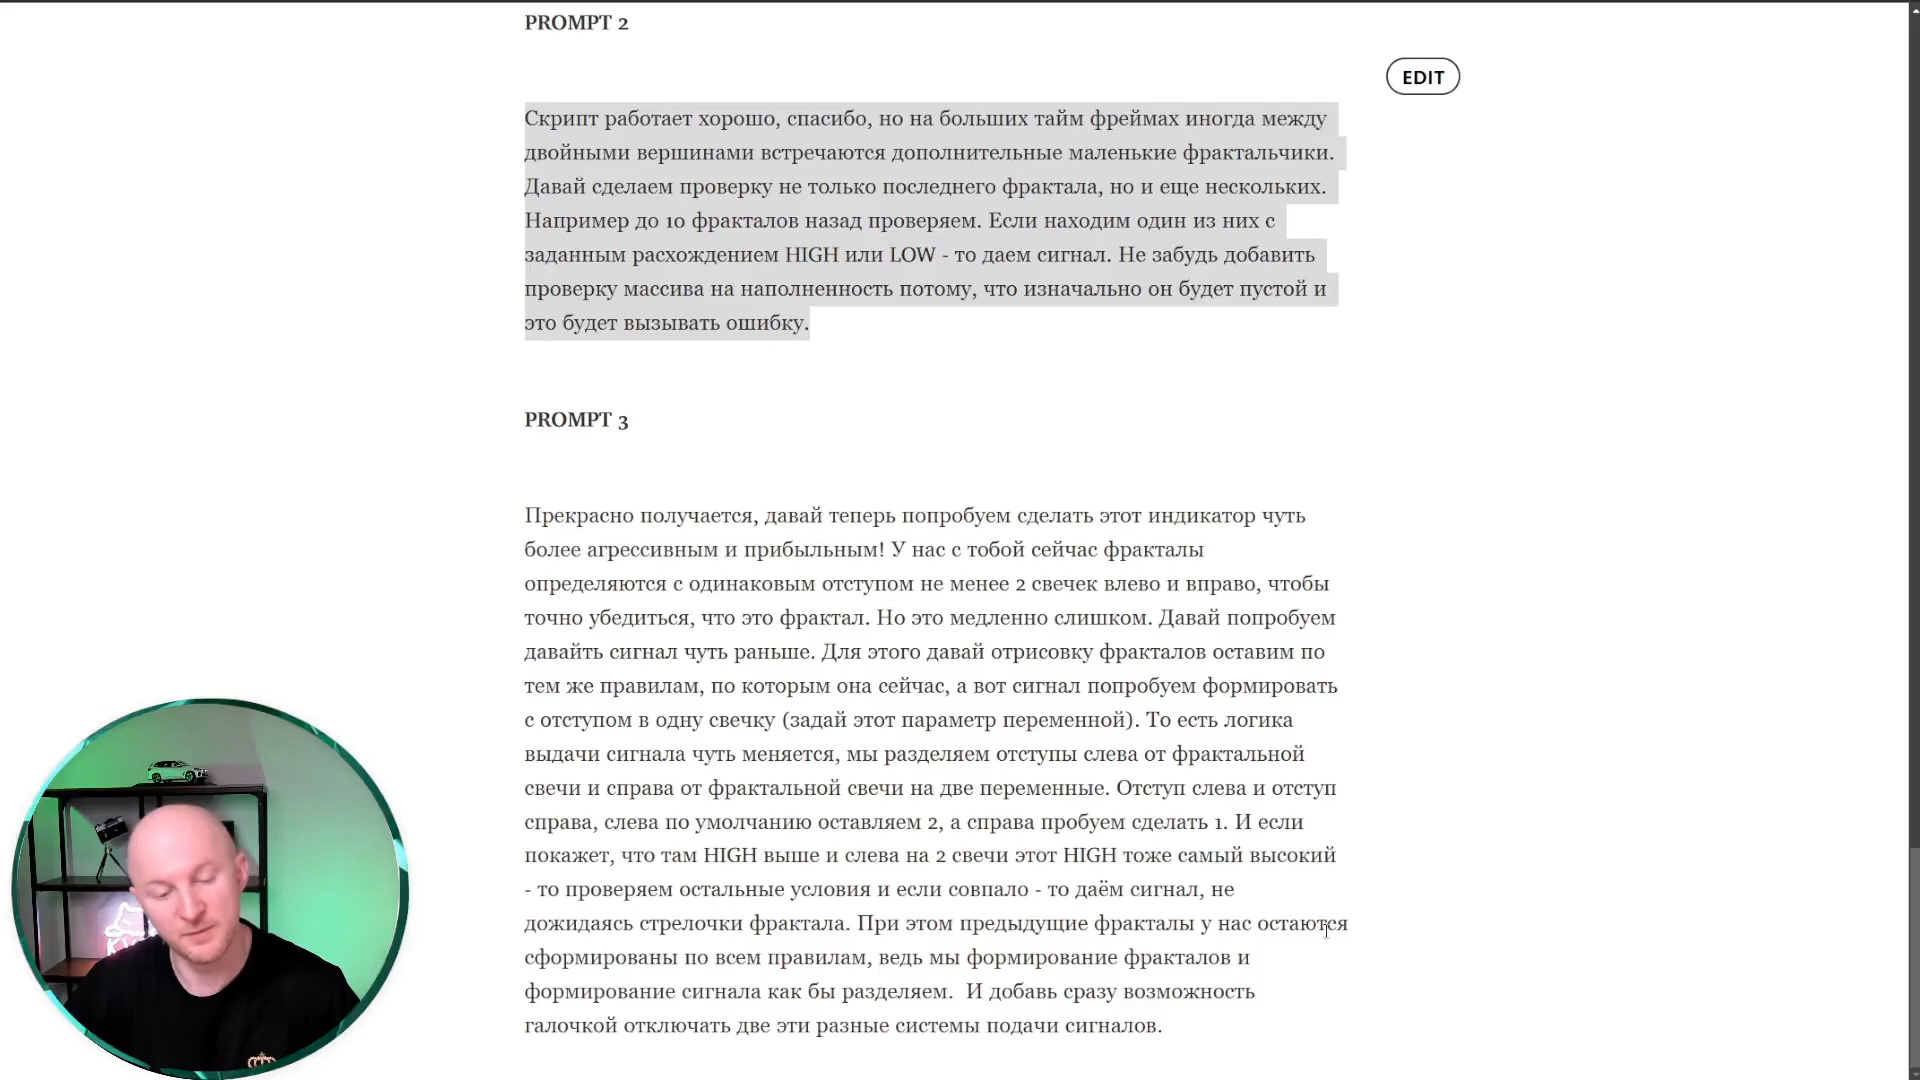 PROMPT 2
EDIT
Скрипт работает хорошо, спасибо, но на больших тайм фреймах иногда между
двойными вершинами встречаются дополнительные маленькие фрактальчики.
Давай сделаем проверку не только последнего фрактала, но и еще нескольких.
Например до 10 фракталов назад проверяем. Если находим один из них с
заданным расхождением HIGH или LOW - то даем сигнал. Не забудь добавить
проверку массива на наполненность потому, что изначально он будет пустой и
это будет вызывать ошибку.
PROMPT 3
Прекрасно получается, давай теперь попробуем сделать этот индикатор чуть
более агрессивным и прибыльным! У нас с тобой сейчас фракталы
определяются с одинаковым отступом не менее 2 свечек влево и вправо, чтобы
точно убедиться, что это фрактал. Но это медленно слишком. Давай попробуем
давайть сигнал чуть раньше. Для этого давай отрисовку фракталов оставим по
тем же правилам, по которым она сейчас, а вот сигнал попробуем формировать
с отступом в одну свечку (задай этот параметр переменной). То есть логика
выдачи сигнала чуть меняется, мы разделяем отступы слева от фрактальной
свечи и справа от фрактальной свечи на две переменные. Отступ слева и отступ
справа, слева по умолчанию оставляем 2, а справа пробуем сделать 1. И если
покажет, что там HIGH выше и слева на 2 свечи этот HIGH тоже самый высокий
- то проверяем остальные условия и если совпало - то даём сигнал, не
дожидаясь стрелочки фрактала. При этом предыдущие фракталы у нас остаются
сформированы по всем правилам, ведь мы формирование фракталов и
формирование сигнала как бы разделяем.  И добавь сразу возможность
галочкой отключать две эти разные системы подачи сигналов.